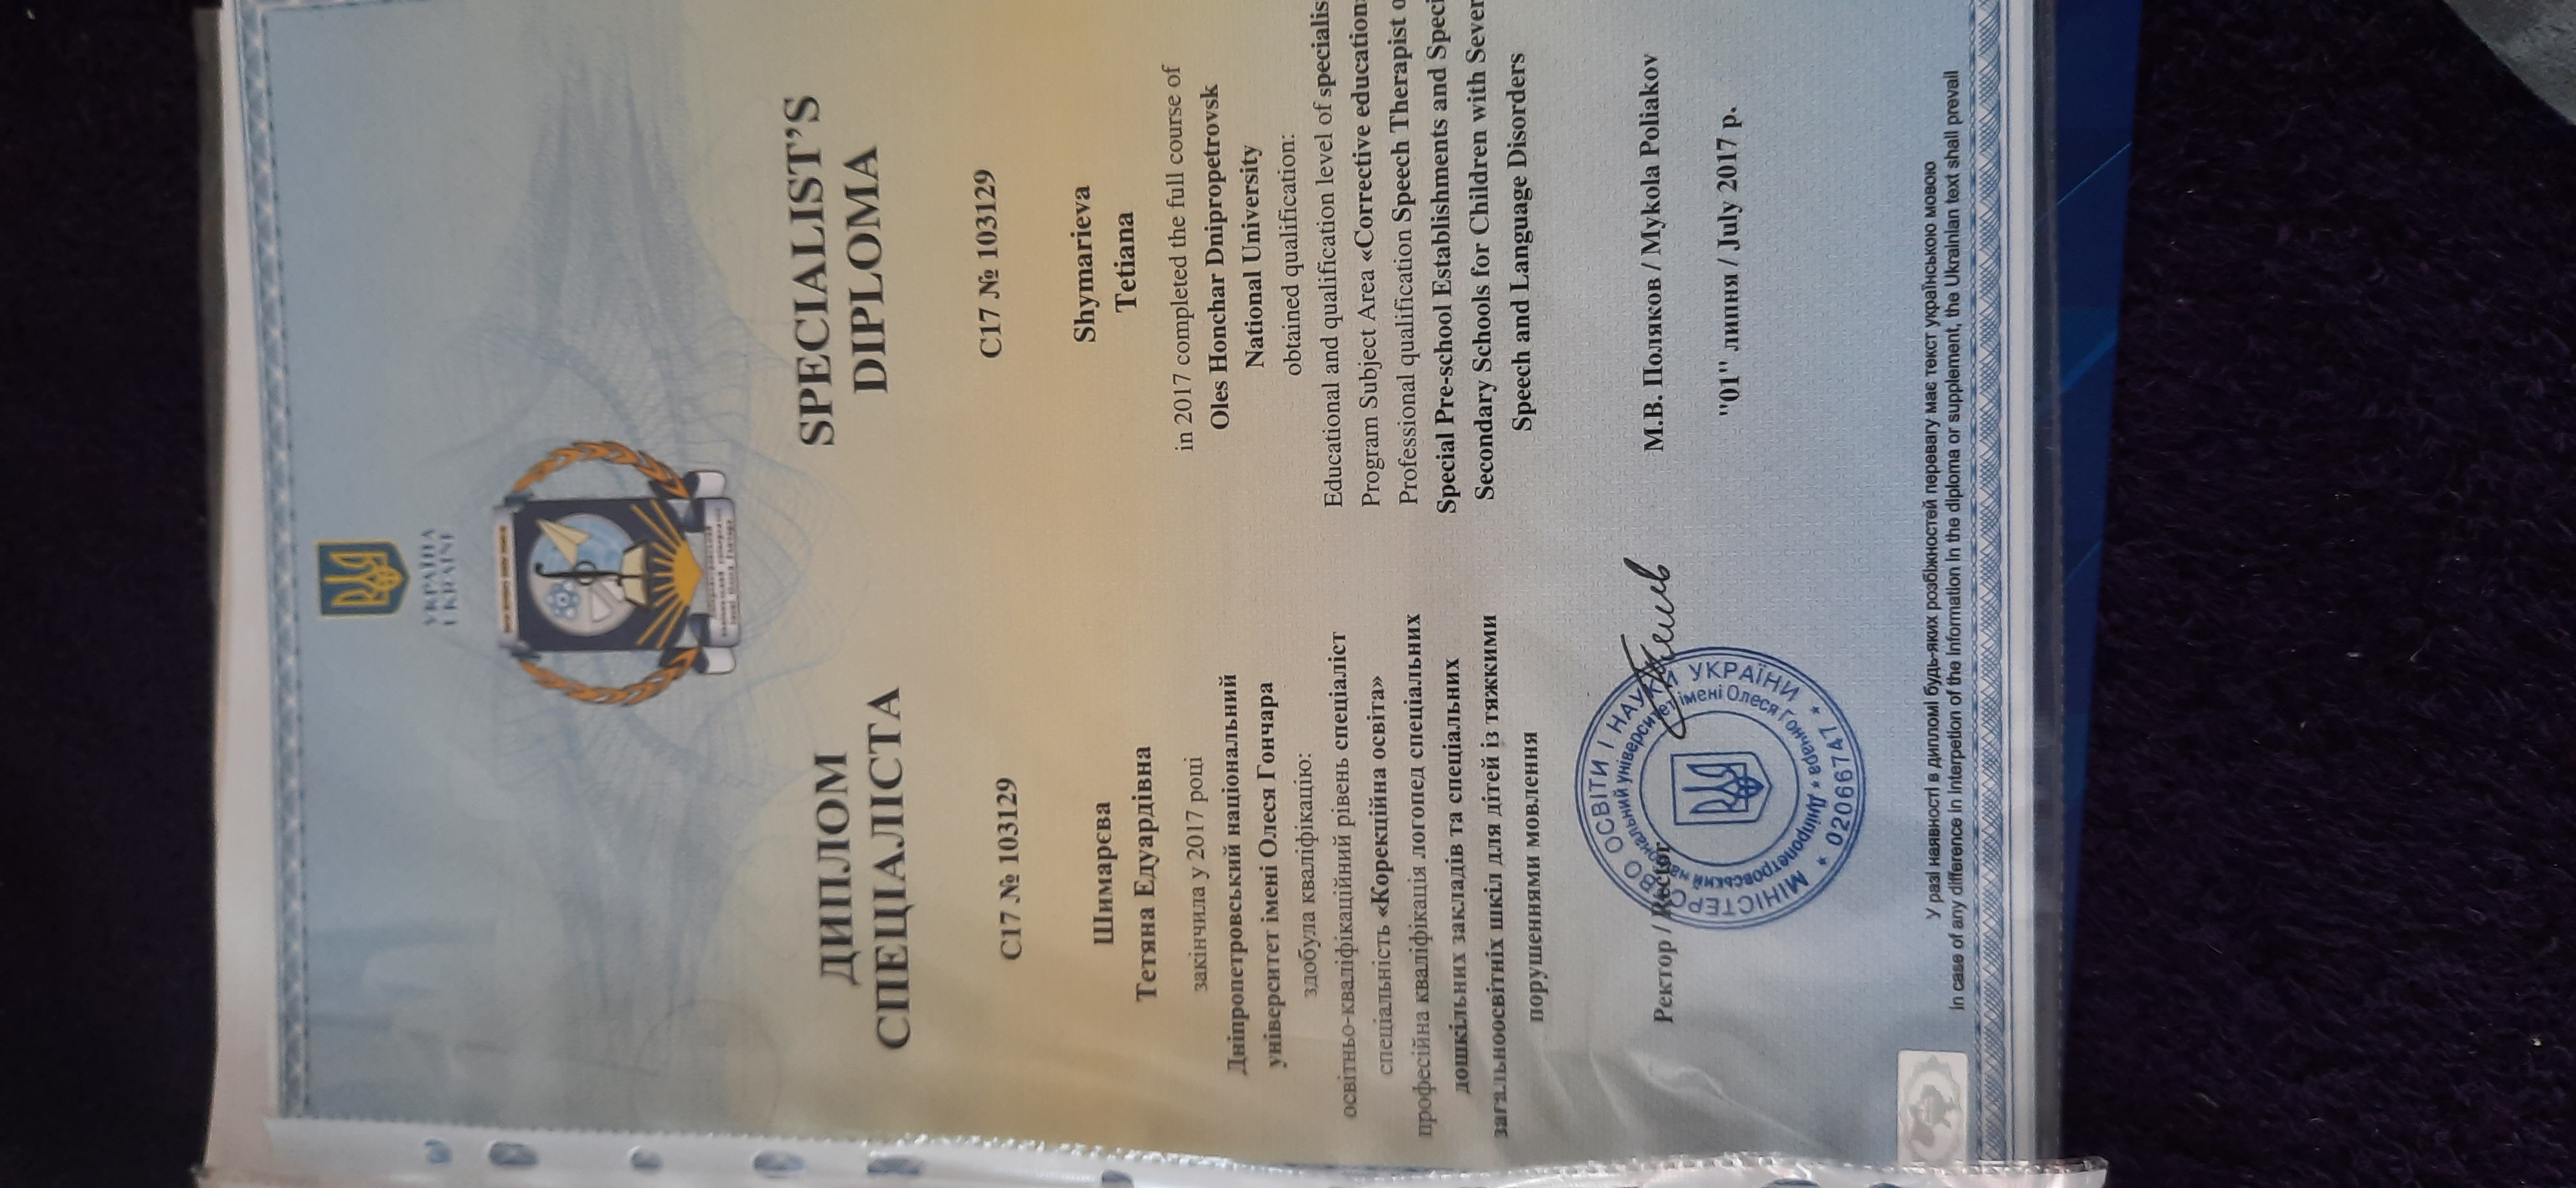 УКРАЇНА
UKRAINE
ДИПЛОМ
СПЕЦІАЛІСТА
С17 № 103129
Шимарєва
Тетяна Едуардівна
закінчила у 2017 році
Дніпропетровський національний
університет імені Олеся Гончара
здобула кваліфікацію:
освітньо-кваліфікаційний рівень спеціаліст
спеціальність «Корекційна освіта»
професійна кваліфікація логопед спеціальних
дошкільних закладів та спеціальних
загальноосвітніх шкіл для дітей із тяжкими
порушеннями мовлення
SPECIALIST'S
DIPLOMA
C17 № 103129
Shymarieva
Tetiana
in 2017 completed the full course of
Oles Honchar Dnipropetrovsk
National University
obtained qualification:
Educational and qualification level of specialis
Program Subject Area «Corrective education
Professional qualification Speech Therapist o
Special Pre-school Establishments and Speci
Secondary Schools for Children with Sever
Speech and Language Disorders
Ректор / Rector
М.В. Поляков / Mykola Poliakov
"01" липня / July 2017 р.
МІНІСТЕРСТВО ОСВІТИ І НАУКИ УКРАЇНИ * 02066747 *
Дніпропетровський національний університет імені Олеся Гончара *
У разі наявності в дипломі будь-яких розбіжностей перевагу має текст українською мовою
In case of any difference in interpetion of the information in the diploma or supplement, the Ukrainian text shall prevail